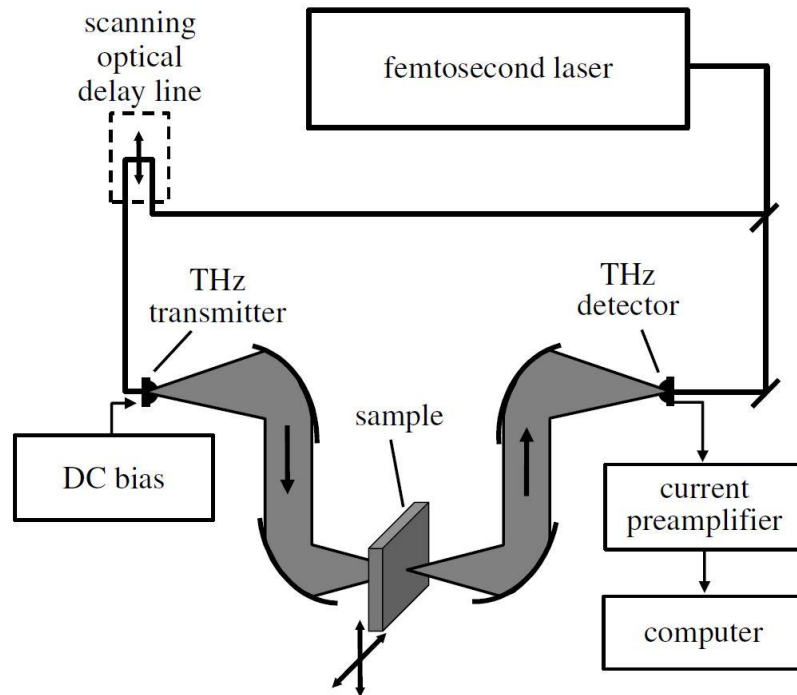 scanning
optical
delay line
femtosecond laser
THz
transmitter
THz
detector
sample
DC bias
current
preamplifier
computer